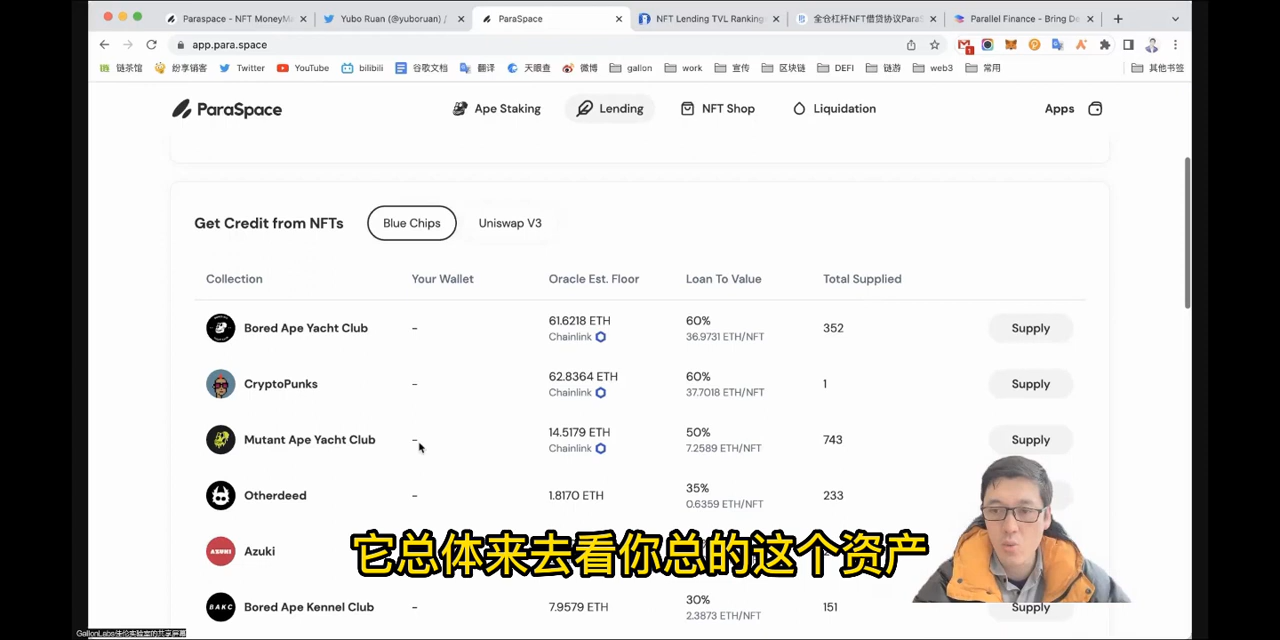 Paraspace - NFT MoneyMa
Yubo Ruan (@yuboruan) /
ParaSpace
NFT Lending TVL Ranking
全仓杠杆NFT借贷协议ParaS
Parallel Finance - Bring De
app.para.space
链茶馆
纷享销客
Twitter
YouTube
bilibili
谷歌文档
翻译
天眼查
微博
gallon
work
宣传
区块链
DEFI
链游
web3
常用
其他书签
ParaSpace
Ape Staking
Lending
NFT Shop
Liquidation
Apps
Get Credit from NFTs
Blue Chips
Uniswap V3
Collection Your Wallet Oracle Est. Floor Loan To Value Total Supplied
Bored Ape Yacht Club - 61.6218 ETH 60% 352 Supply
Chainlink 36.9731 ETH/NFT
CryptoPunks - 62.8364 ETH 60% 1 Supply
Chainlink 37.7018 ETH/NFT
Mutant Ape Yacht Club - 14.5179 ETH 50% 743 Supply
Chainlink 7.2589 ETH/NFT
Otherdeed - 1.8170 ETH 35% 233
0.6359 ETH/NFT
AZUKI
Azuki
它总体来去看你总的这个资产
BAKC
Bored Ape Kennel Club - 7.9579 ETH 30% 151 Supply
2.3873 ETH/NFT